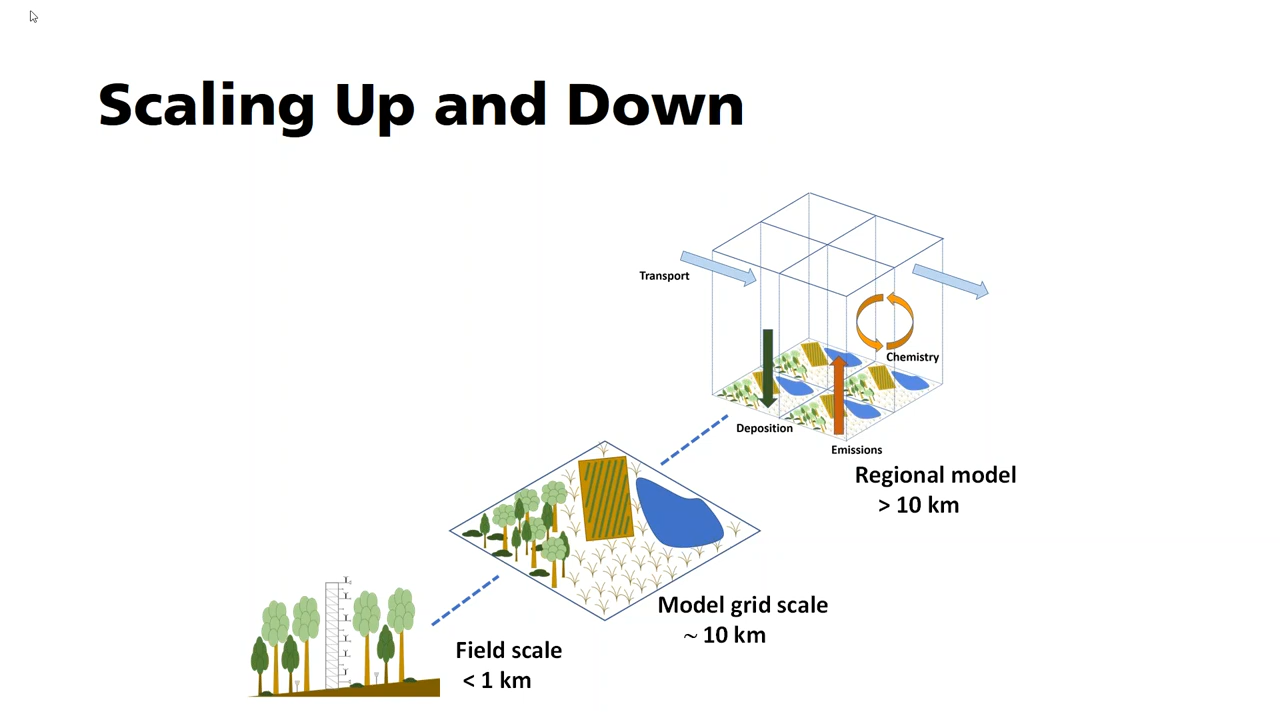 Scaling Up and Down
Transport
Chemistry
Deposition
Emissions
Regional model
> 10 km
Model grid scale
~ 10 km
Field scale
< 1 km